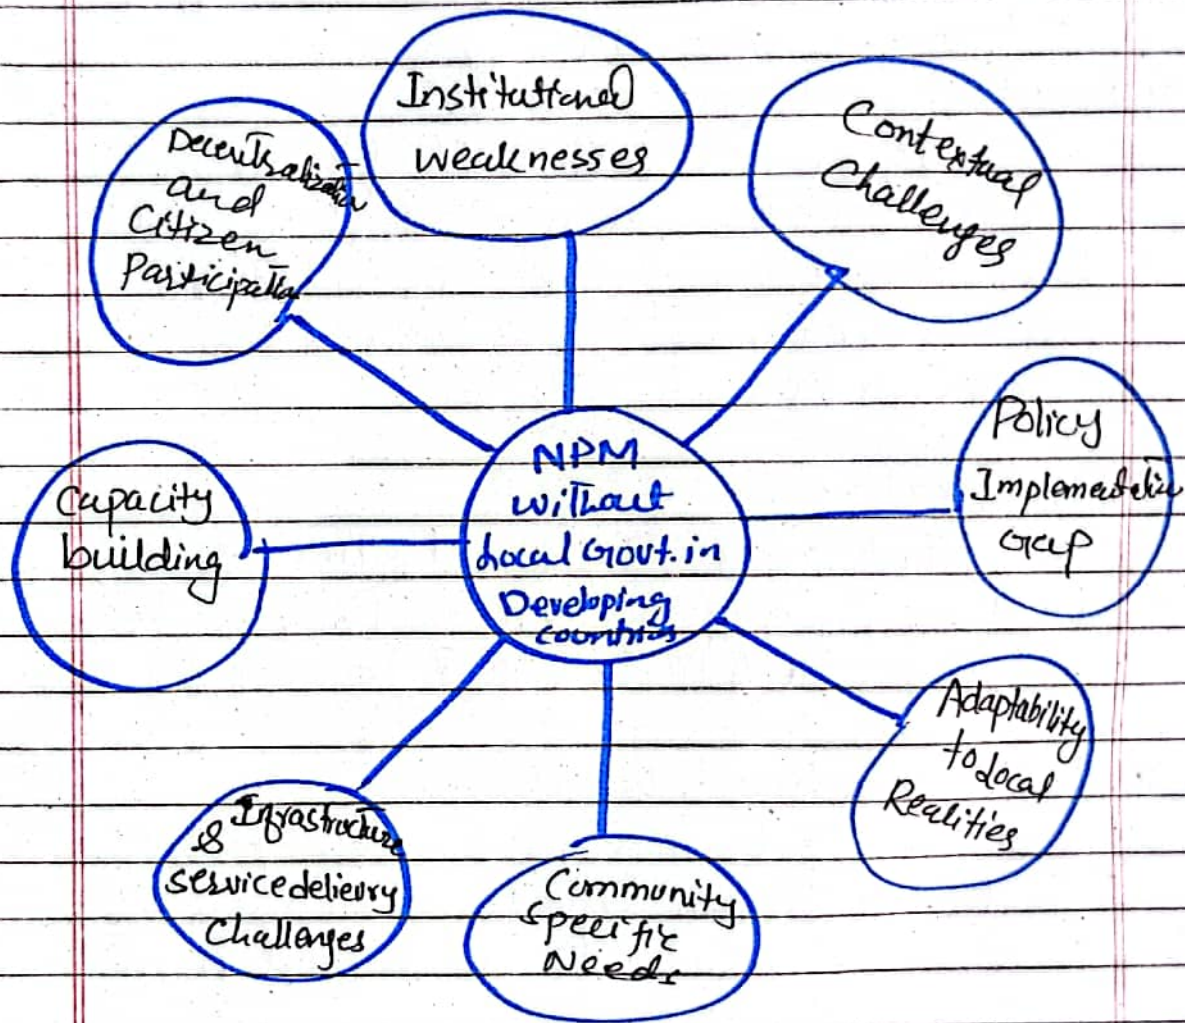 Institutional
weaknesses
Contextual
Challenges
Decentralization
and
Citizen
Participation
Policy
Implementation
Gap
NPM
without
Local Govt. in
Developing
countries
Capacity
building
Adaptability
to Local
Realities
Infrastructure
&
service delievry
Challenges
Community
Specific
Needs